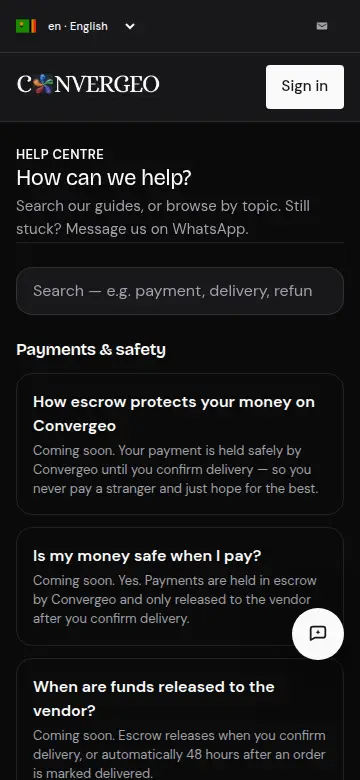 en · English
CONVERGEO
Sign in
HELP CENTRE
How can we help?
Search our guides, or browse by topic. Still
stuck? Message us on WhatsApp.
Search — e.g. payment, delivery, refun
Payments & safety
How escrow protects your money on
Convergeo
Coming soon. Your payment is held safely by
Convergeo until you confirm delivery — so you
never pay a stranger and just hope for the best.
Is my money safe when I pay?
Coming soon. Yes. Payments are held in escrow
by Convergeo and only released to the vendor
after you confirm delivery.
When are funds released to the
vendor?
Coming soon. Escrow releases when you confirm
delivery, or automatically 48 hours after an order
is marked delivered.